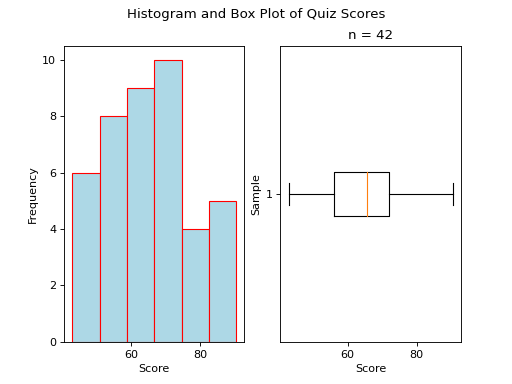 Histogram and Box Plot of Quiz Scores
n = 42
10
8
6
4
2
0
Frequency
60 80
Score
Sample
1
60 80
Score